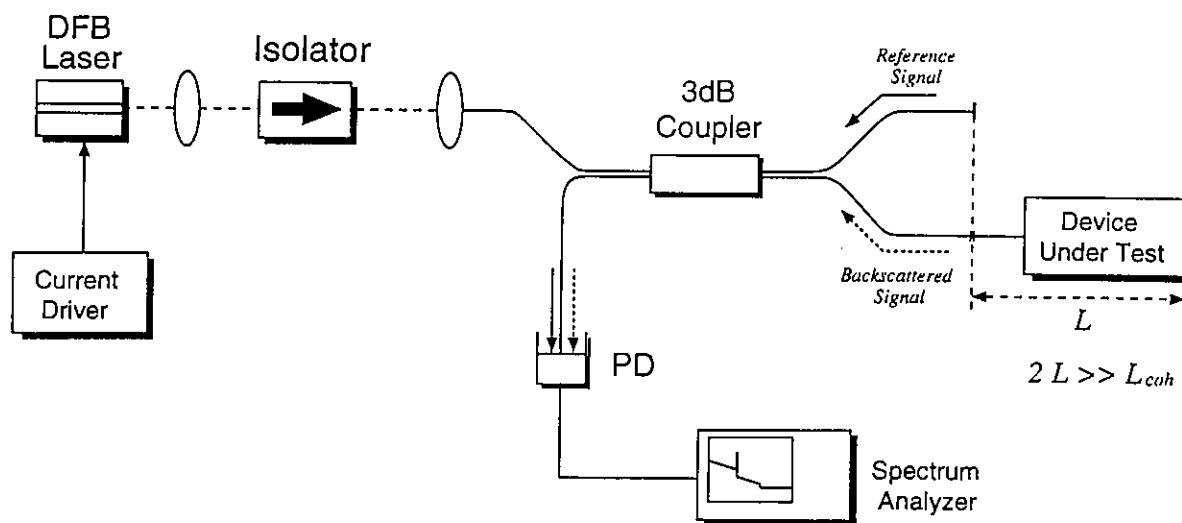 DFB
Laser
Isolator
3dB
Coupler
Reference
Signal
Device
Under Test
Backscattered
Signal
Current
Driver
L
PD
2 L >> Lcoh
Spectrum
Analyzer